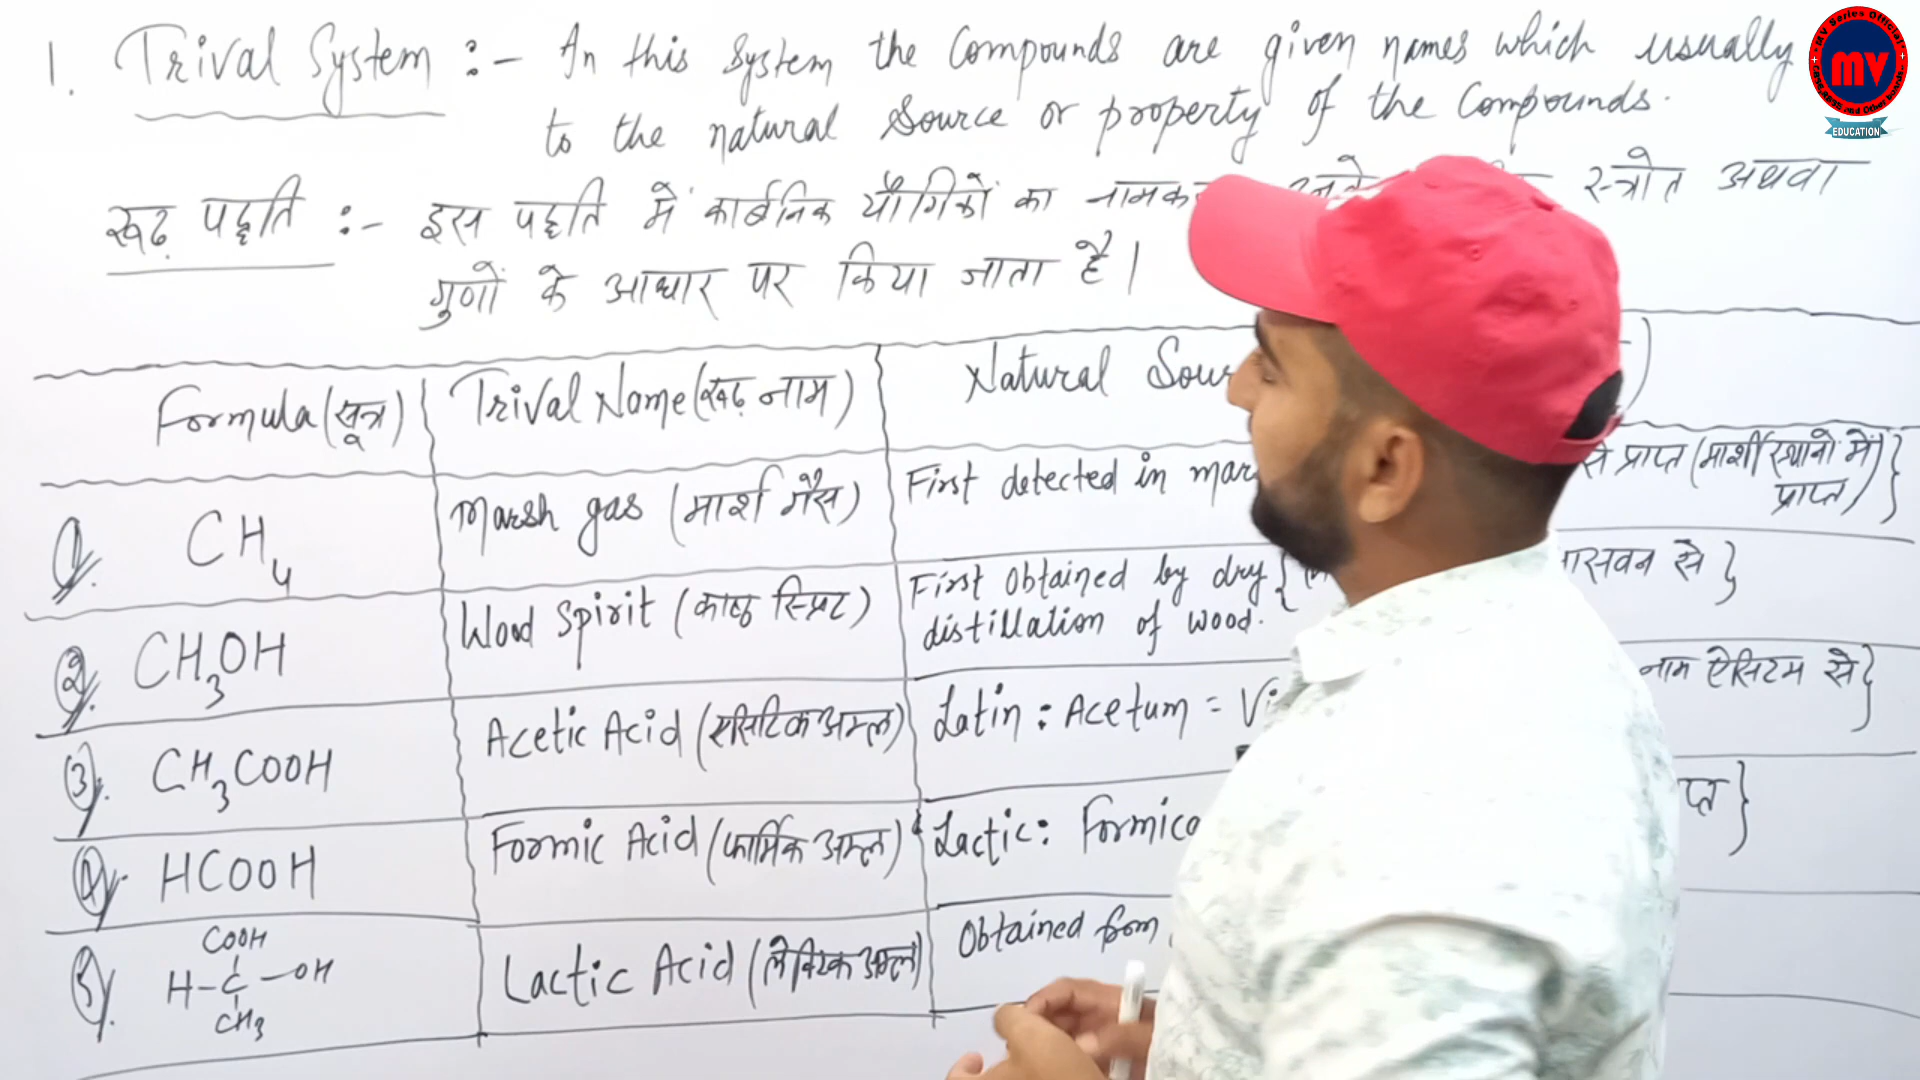 1. Trival System :- In this System the Compounds are given names which usually
to the natural Source or property of the Compounds.
रूढ़ पद्धति :- इस पद्धति में कार्बनिक यौगिकों का स्त्रोत अथवा
गुणों के आधार पर किया जाता है।
Formula (सूत्र) Trival Name (रूढ़ नाम) Natural
1. CH4 Marsh gas (मार्श गैस) First detected in प्राप्त (मार्शी स्थानों में)
प्राप्त)}
2. CH3OH Wood Spirit (काष्ठ स्प्रिट) First Obtained by dry { से }
distillation of wood.
3. CH3COOH Acetic Acid (एसिटिक अम्ल) Latin : Acetum = नाम ऐसिटम से}
4. HCOOH Formic Acid (फार्मिक अम्ल) Lactic : }
5. COOH
H-C-OH Lactic Acid (लेक्टिक अम्ल) Obtained from
CH3
MV Series Official
MV
EDUCATION